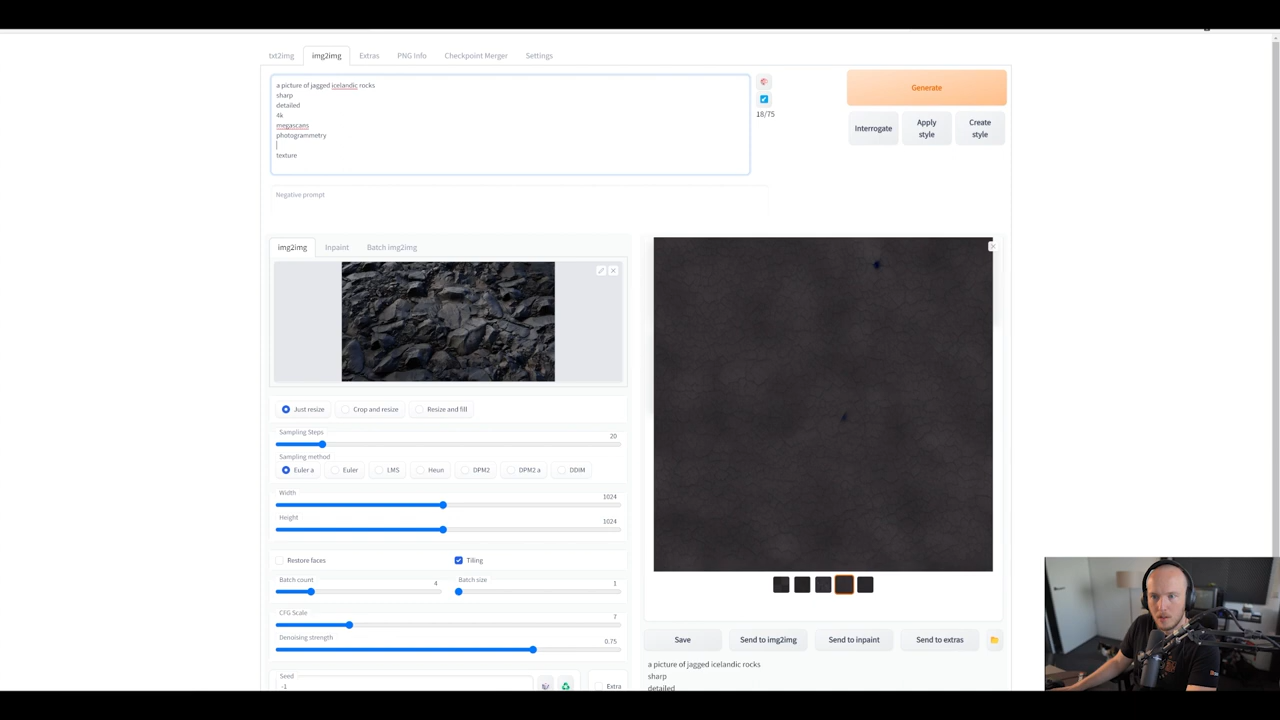 txt2img
img2img
Extras
PNG Info
Checkpoint Merger
Settings
a picture of jagged icelandic rocks
sharp
detailed
4k
megascans
photogrammetry
texture
18/75
Generate
Interrogate
Apply
style
Create
style
Negative prompt
img2img
Inpaint
Batch img2img
Just resize
Crop and resize
Resize and fill
Sampling Steps
20
Sampling method
Euler a
Euler
LMS
Heun
DPM2
DPM2 a
DDIM
Width
1024
Height
1024
Restore faces
Tiling
Batch count
4
Batch size
1
CFG Scale
7
Denoising strength
0.75
Seed
-1
Extra
Save
Send to img2img
Send to inpaint
Send to extras
a picture of jagged icelandic rocks
sharp
detailed